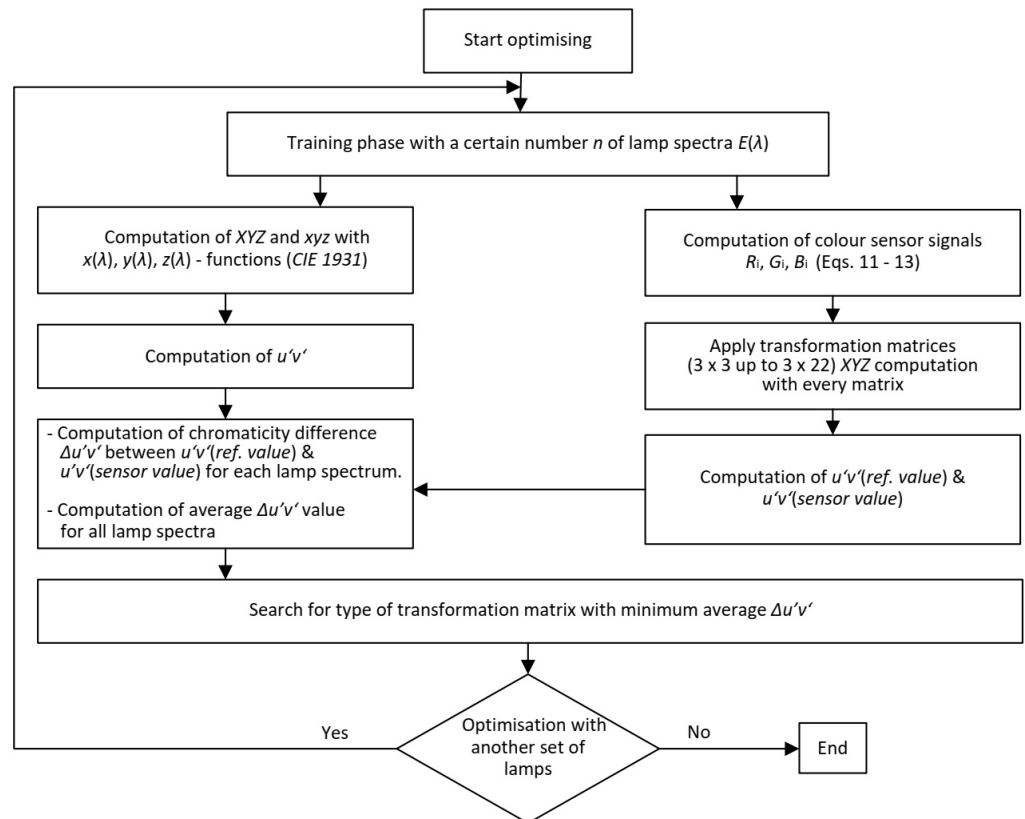 Start optimising
Training phase with a certain number n of lamp spectra E(λ)
Computation of XYZ and xyz with
x(λ), y(λ), z(λ) - functions (CIE 1931)
Computation of colour sensor signals
Ri, Gi, Bi (Eqs. 11 - 13)
Computation of u‘v‘
Apply transformation matrices
(3 x 3 up to 3 x 22) XYZ computation
with every matrix
- Computation of chromaticity difference
Δu’v‘ between u‘v‘(ref. value) &
u’v‘(sensor value) for each lamp spectrum.
- Computation of average Δu’v‘ value
for all lamp spectra
Computation of u‘v‘(ref. value) &
u‘v‘(sensor value)
Search for type of transformation matrix with minimum average Δu’v‘
Optimisation with
another set of
lamps
Yes
No
End